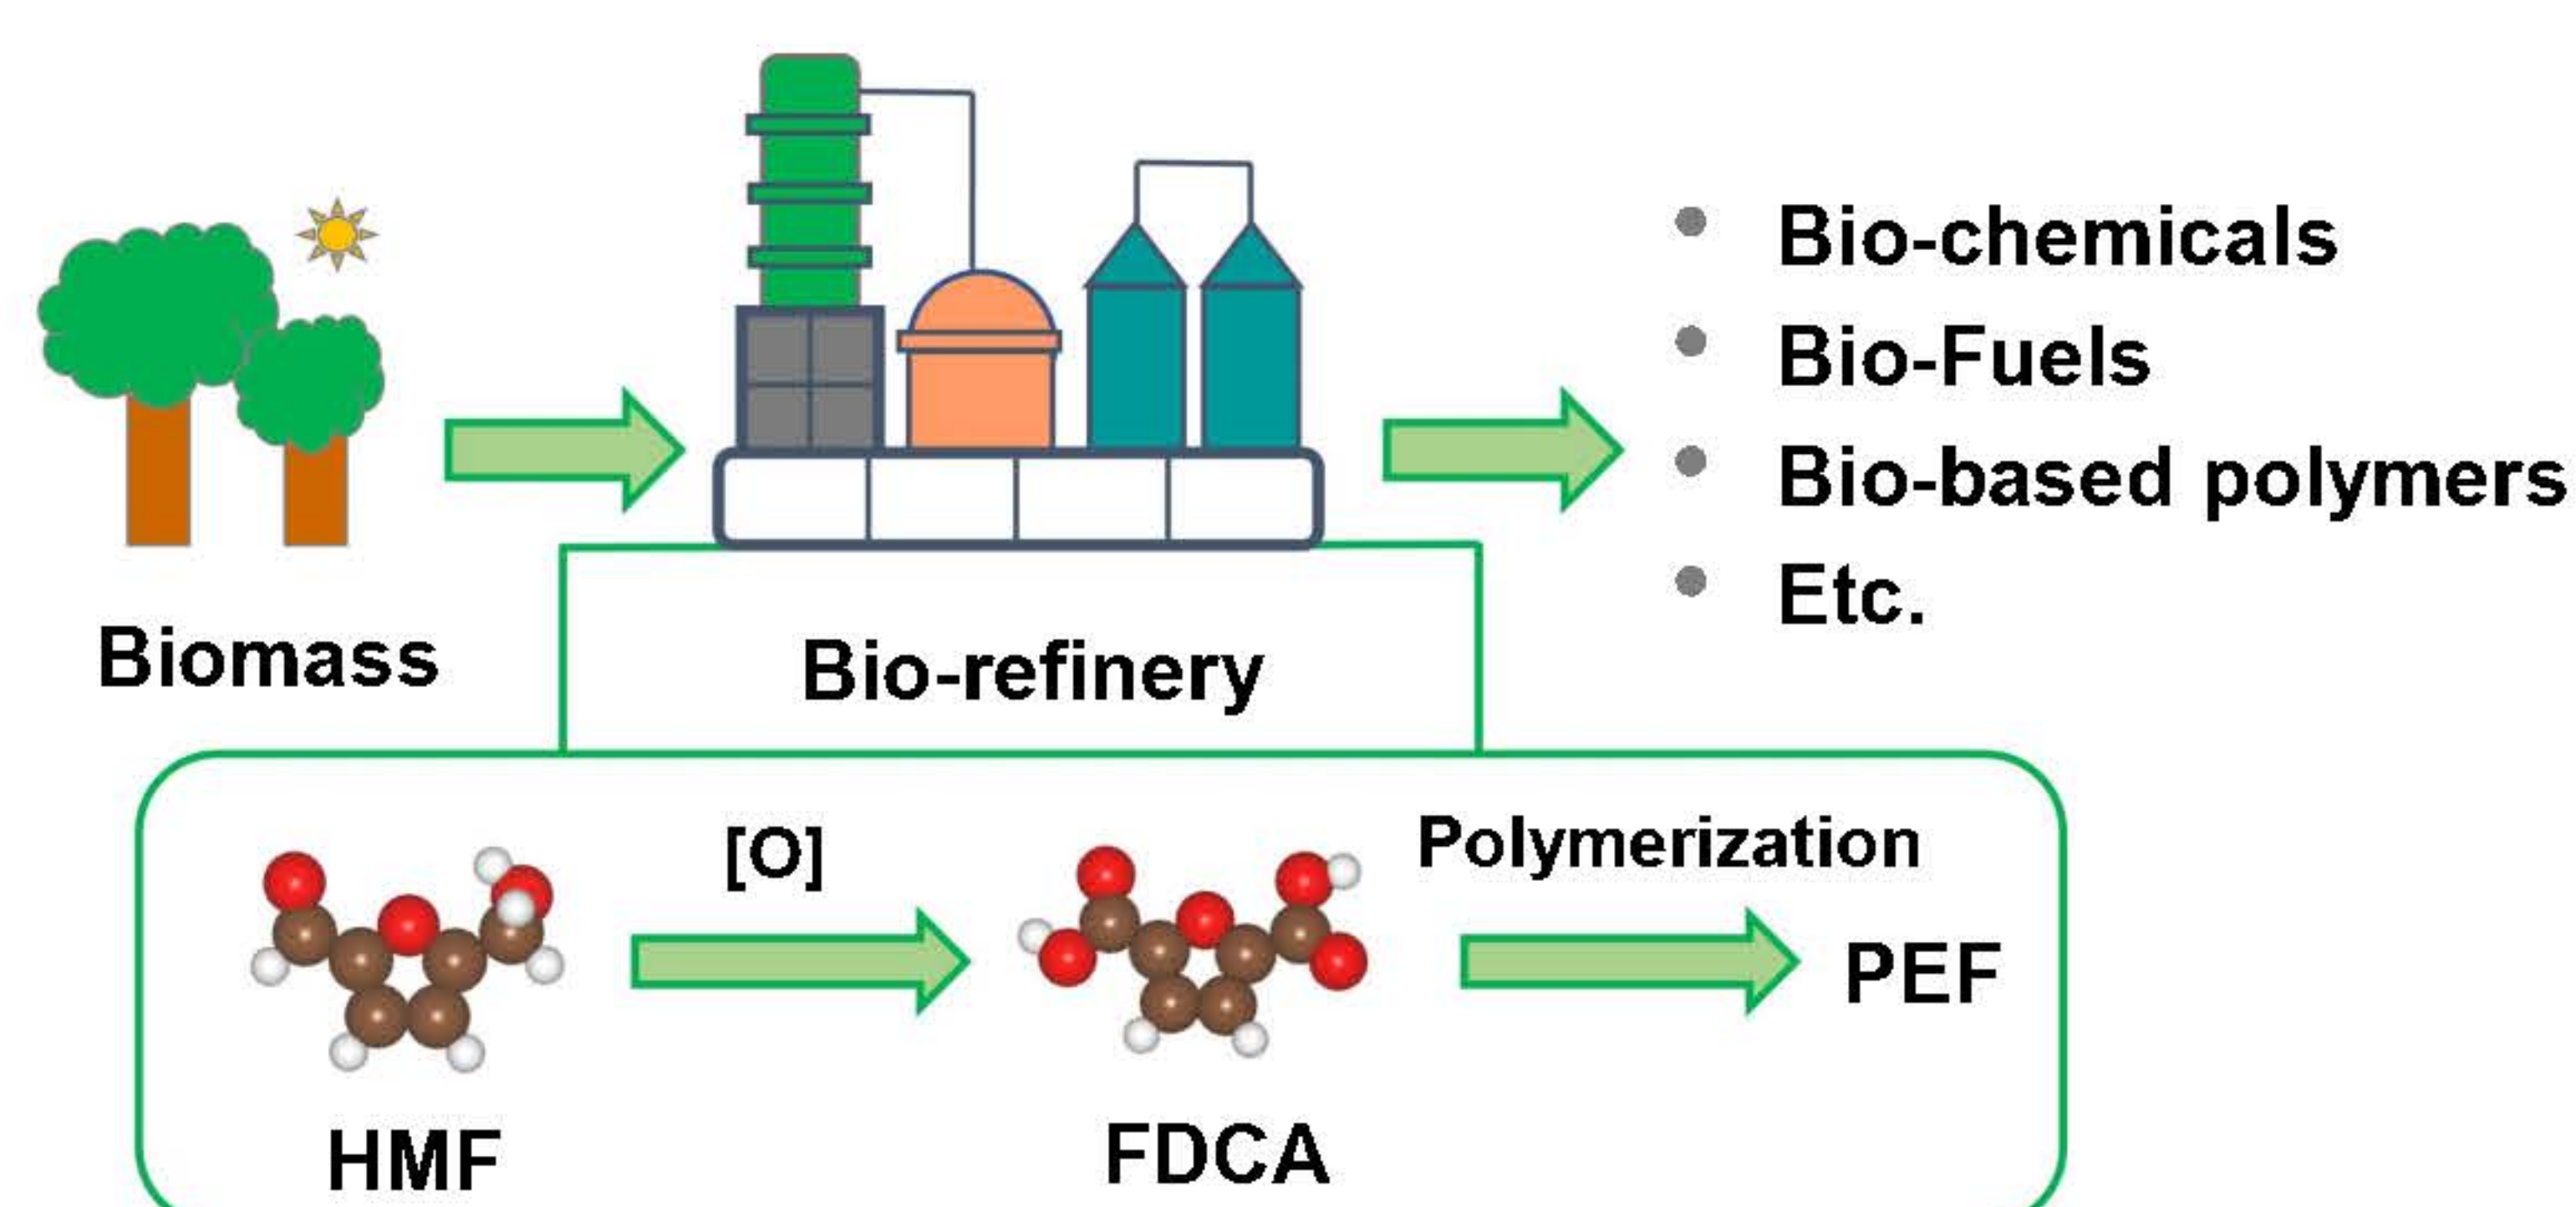 Bio-chemicals
Bio-Fuels
Bio-based polymers
Etc.
Biomass
Bio-refinery
[O]
Polymerization
PEF
HMF
FDCA